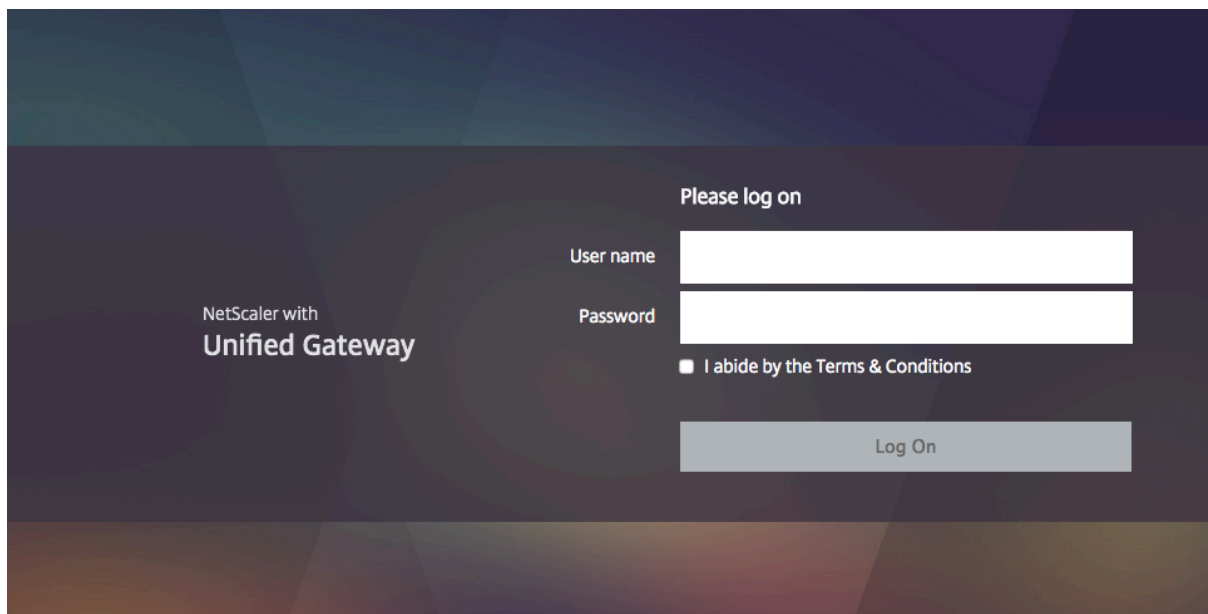 Please log on
User name
NetScaler with
Unified Gateway
Password
I abide by the Terms & Conditions
Log On